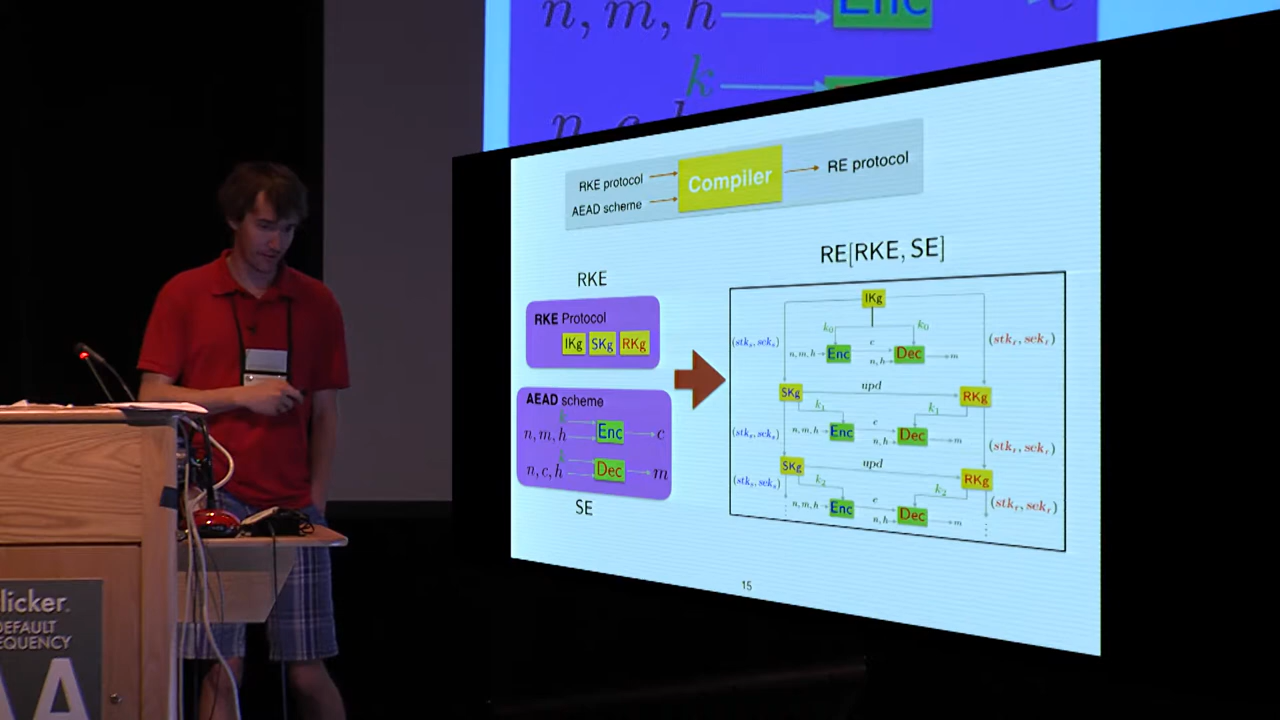 n, m, h Enc c
k
RKE protocol
AEAD scheme
Compiler
RE protocol
RE[RKE, SE]
RKE
RKE Protocol
IKg SKg RKg
AEAD scheme
k
n, m, h Enc c
k
n, c, h Dec m
SE
IKg
k₀ k₀
(stkₛ, sekₛ) (stkᵣ, sekᵣ)
n, m, h Enc c n, h Dec m
SKg upd RKg
k₁ k₁
n, m, h Enc c n, h Dec m
(stkₛ, sekₛ) (stkᵣ, sekᵣ)
SKg upd RKg
k₂ k₂
(stkₛ, sekₛ) (stkᵣ, sekᵣ)
n, m, h Enc c n, h Dec m
15
licker
DEFAULT
EQUENCY
AA